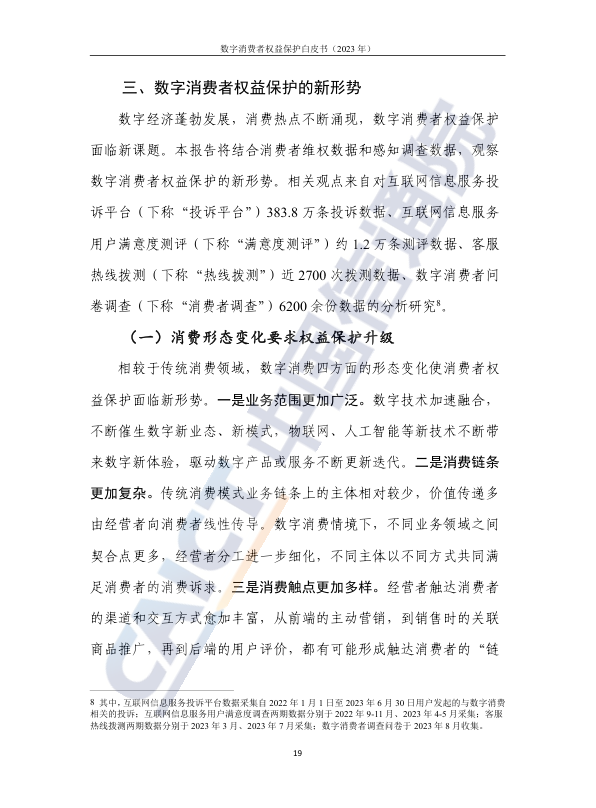 数字消费者权益保护白皮书（2023 年）
三、数字消费者权益保护的新形势
数字经济蓬勃发展，消费热点不断涌现，数字消费者权益保护
面临新课题。本报告将结合消费者维权数据和感知调查数据，观察
数字消费者权益保护的新形势。相关观点来自对互联网信息服务投
诉平台（下称“投诉平台”）383.8 万条投诉数据、互联网信息服务
用户满意度测评（下称“满意度测评”）约 1.2 万条测评数据、客服
热线拨测（下称“热线拨测”）近 2700 次拨测数据、数字消费者问
卷调查（下称“消费者调查”）6200 余份数据的分析研究8。
（一）消费形态变化要求权益保护升级
相较于传统消费领域，数字消费四方面的形态变化使消费者权
益保护面临新形势。一是业务范围更加广泛。数字技术加速融合，
不断催生数字新业态、新模式，物联网、人工智能等新技术不断带
来数字新体验，驱动数字产品或服务不断更新迭代。二是消费链条
更加复杂。传统消费模式业务链条上的主体相对较少，价值传递多
由经营者向消费者线性传导。数字消费情境下，不同业务领域之间
契合点更多，经营者分工进一步细化，不同主体以不同方式共同满
足消费者的消费诉求。三是消费触点更加多样。经营者触达消费者
的渠道和交互方式愈加丰富，从前端的主动营销，到销售时的关联
商品推广，再到后端的用户评价，都有可能形成触达消费者的“链
8 其中，互联网信息服务投诉平台数据采集自 2022 年 1 月 1 日至 2023 年 6 月 30 日用户发起的与数字消费
相关的投诉；互联网信息服务用户满意度调查两期数据分别于 2022 年 9-11 月、2023 年 4-5 月采集；客服
热线拨测两期数据分别于 2023 年 3 月、2023 年 7 月采集；数字消费者调查问卷于 2023 年 8 月收集。
19
CAICT 中国信通院